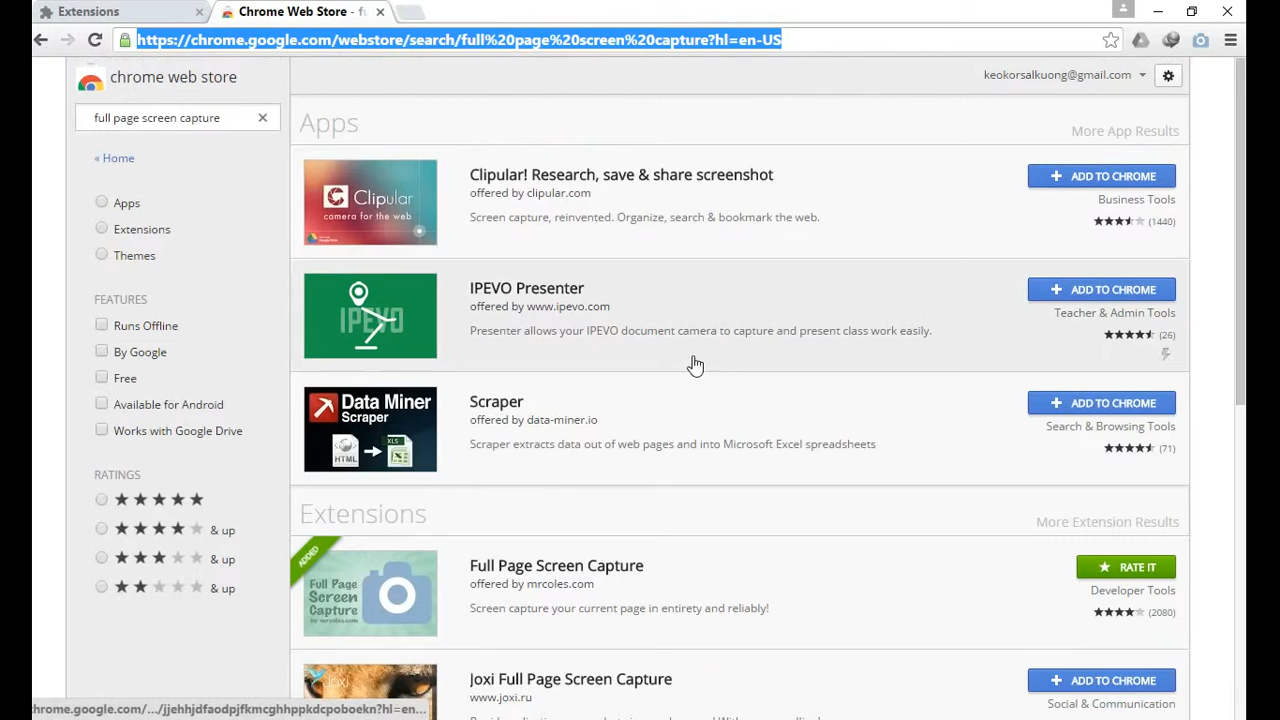 Extensions
Chrome Web Store - fu
https://chrome.google.com/webstore/search/full%20page%20screen%20capture?hl=en-US
chrome web store
keokorsalkuong@gmail.com
full page screen capture
« Home
Apps
Extensions
Themes
FEATURES
Runs Offline
By Google
Free
Available for Android
Works with Google Drive
RATINGS
& up
& up
& up
Apps
More App Results
Clipular
camera for the web
Clipular! Research, save & share screenshot
offered by clipular.com
Screen capture, reinvented. Organize, search & bookmark the web.
ADD TO CHROME
Business Tools
(1440)
IPEVO
IPEVO Presenter
offered by www.ipevo.com
Presenter allows your IPEVO document camera to capture and present class work easily.
ADD TO CHROME
Teacher & Admin Tools
(26)
Data Miner
Scraper
HTML
XLS
Scraper
offered by data-miner.io
Scraper extracts data out of web pages and into Microsoft Excel spreadsheets
ADD TO CHROME
Search & Browsing Tools
(71)
Extensions
More Extension Results
ADDED
Full Page
Screen
Capture
by mrcoles.com
Full Page Screen Capture
offered by mrcoles.com
Screen capture your current page in entirety and reliably!
RATE IT
Developer Tools
(2080)
Joxi
Joxi Full Page Screen Capture
www.joxi.ru
ADD TO CHROME
Social & Communication
chrome.google.com/.../jjehhjdfaodpjfkmcghhppkdcpoboekn?hl=en...